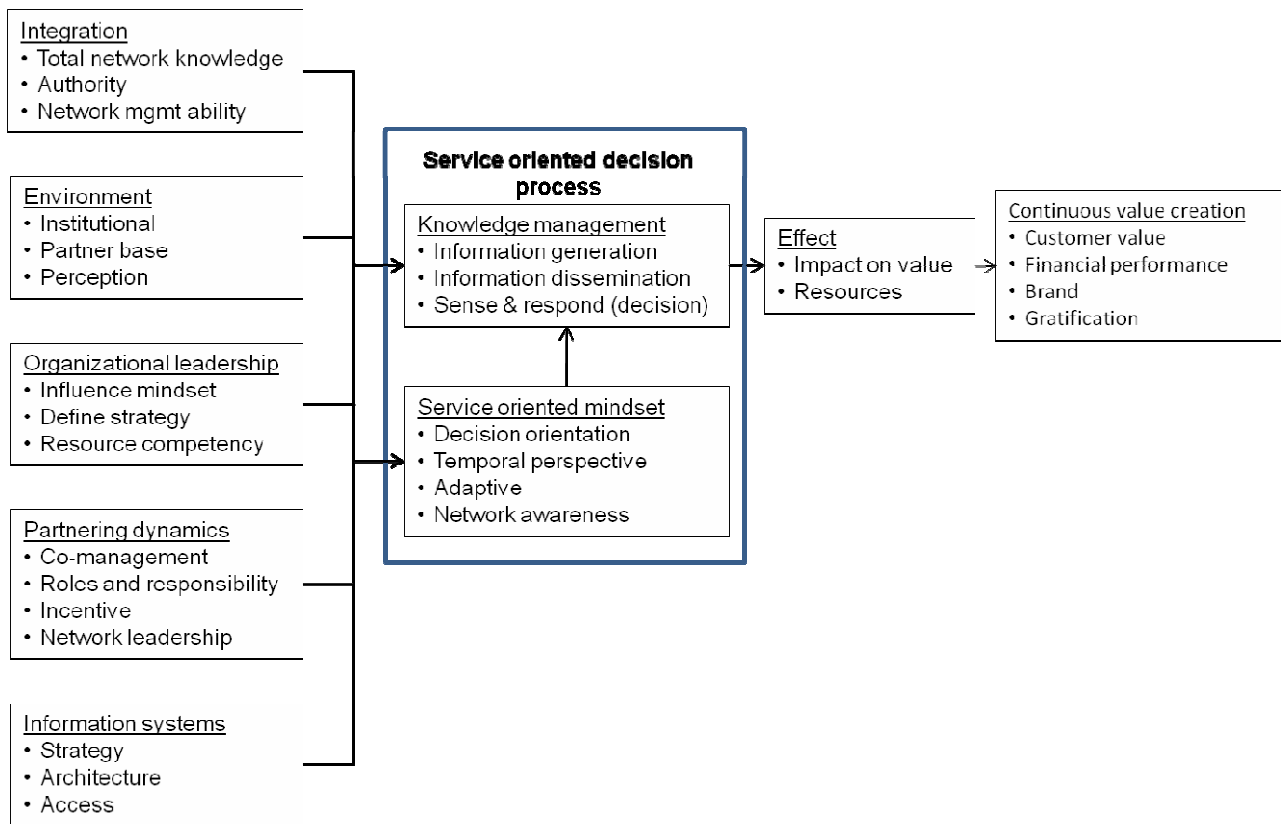 Integration
• Total network knowledge
• Authority
• Network mgmt ability
Environment
• Institutional
• Partner base
• Perception
Organizational leadership
• Influence mindset
• Define strategy
• Resource competency
Partnering dynamics
• Co-management
• Roles and responsibility
• Incentive
• Network leadership
Information systems
• Strategy
• Architecture
• Access
Service oriented decision
process
Knowledge management
• Information generation
• Information dissemination
• Sense & respond (decision)
Service oriented mindset
• Decision orientation
• Temporal perspective
• Adaptive
• Network awareness
Effect
• Impact on value
• Resources
Continuous value creation
• Customer value
• Financial performance
• Brand
• Gratification